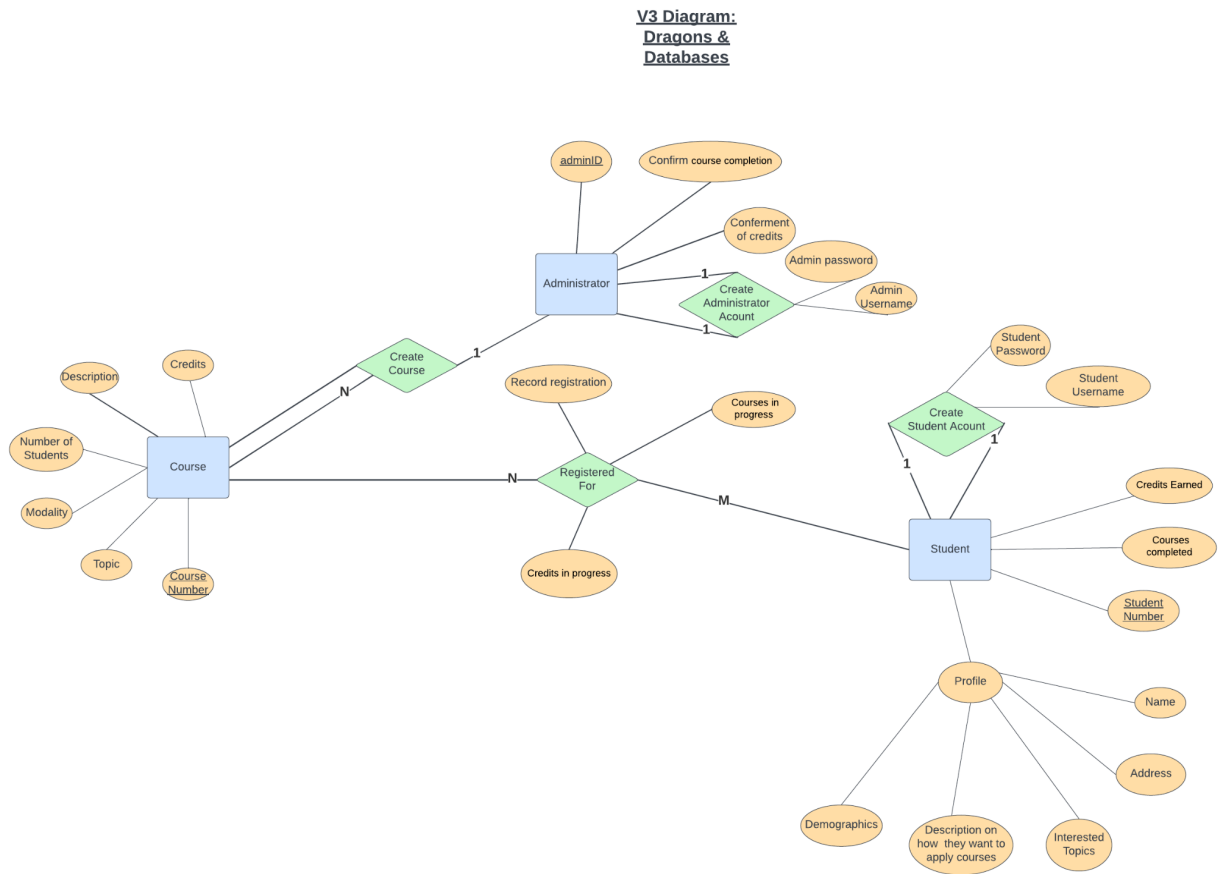 V3 Diagram:
Dragons &
Databases
adminID
Confirm course completion
Conferment
of credits
Admin password
Admin
Username
Administrator
1
Create
Administrator
Acount
1
Create
Course
1
N
Student
Password
Student
Username
Create
Student Acount
1
1
Description
Credits
Number of
Students
Course
Modality
Topic
Course
Number
Record registration
Courses in
progress
N
Registered
For
M
Credits in progress
Credits Earned
Student
Courses
completed
Student
Number
Profile
Name
Address
Demographics
Description on
how they want to
apply courses
Interested
Topics